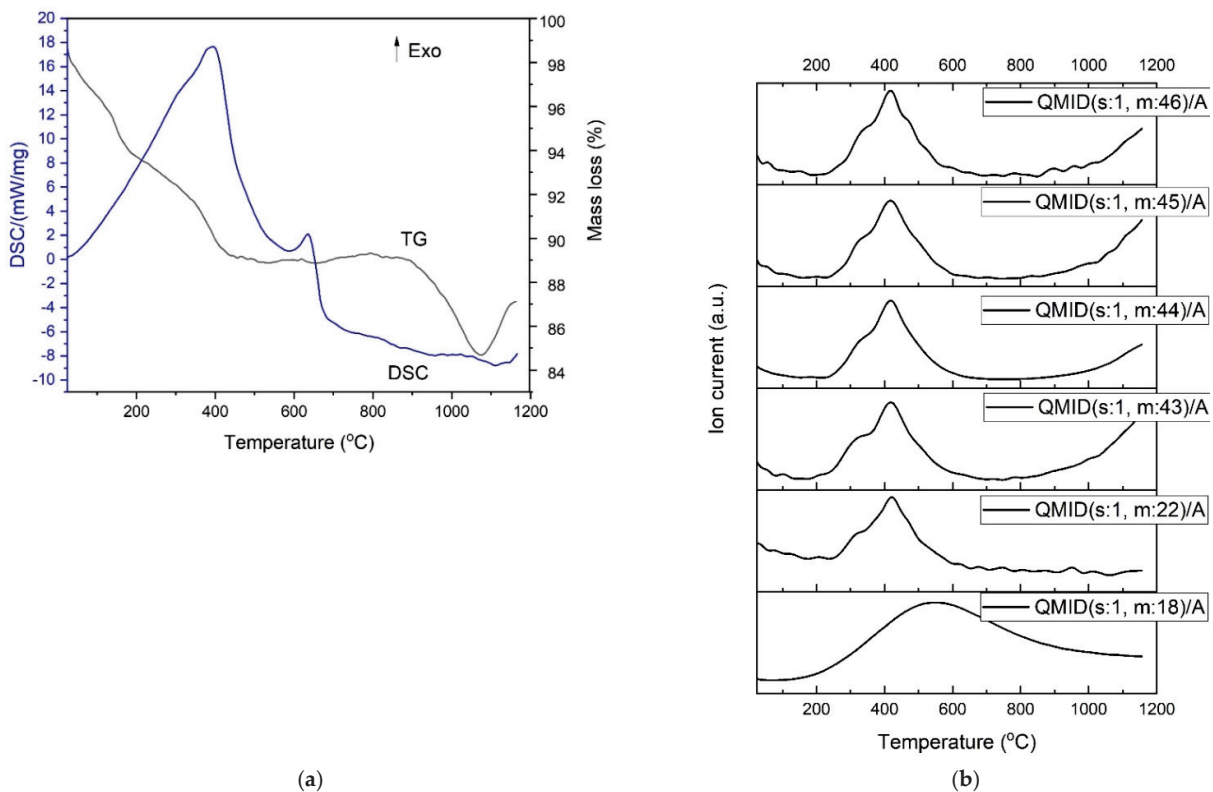 20
18
16
14
12
10
8
6
4
2
0
-2
-4
-6
-8
-10
DSC/(mW/mg)
200
400
600
800
1000
1200
Temperature (°C)
100
98
96
94
92
90
89
86
84
Mass loss (%)
Exo
TG
DSC
(a)
200 400 600 800 1000 1200
QMID(s:1, m:46)/A
QMID(s:1, m:45)/A
QMID(s:1, m:44)/A
QMID(s:1, m:43)/A
QMID(s:1, m:22)/A
QMID(s:1, m:18)/A
Ion current (a.u.)
200 400 600 800 1000 1200
Temperature (°C)
(b)